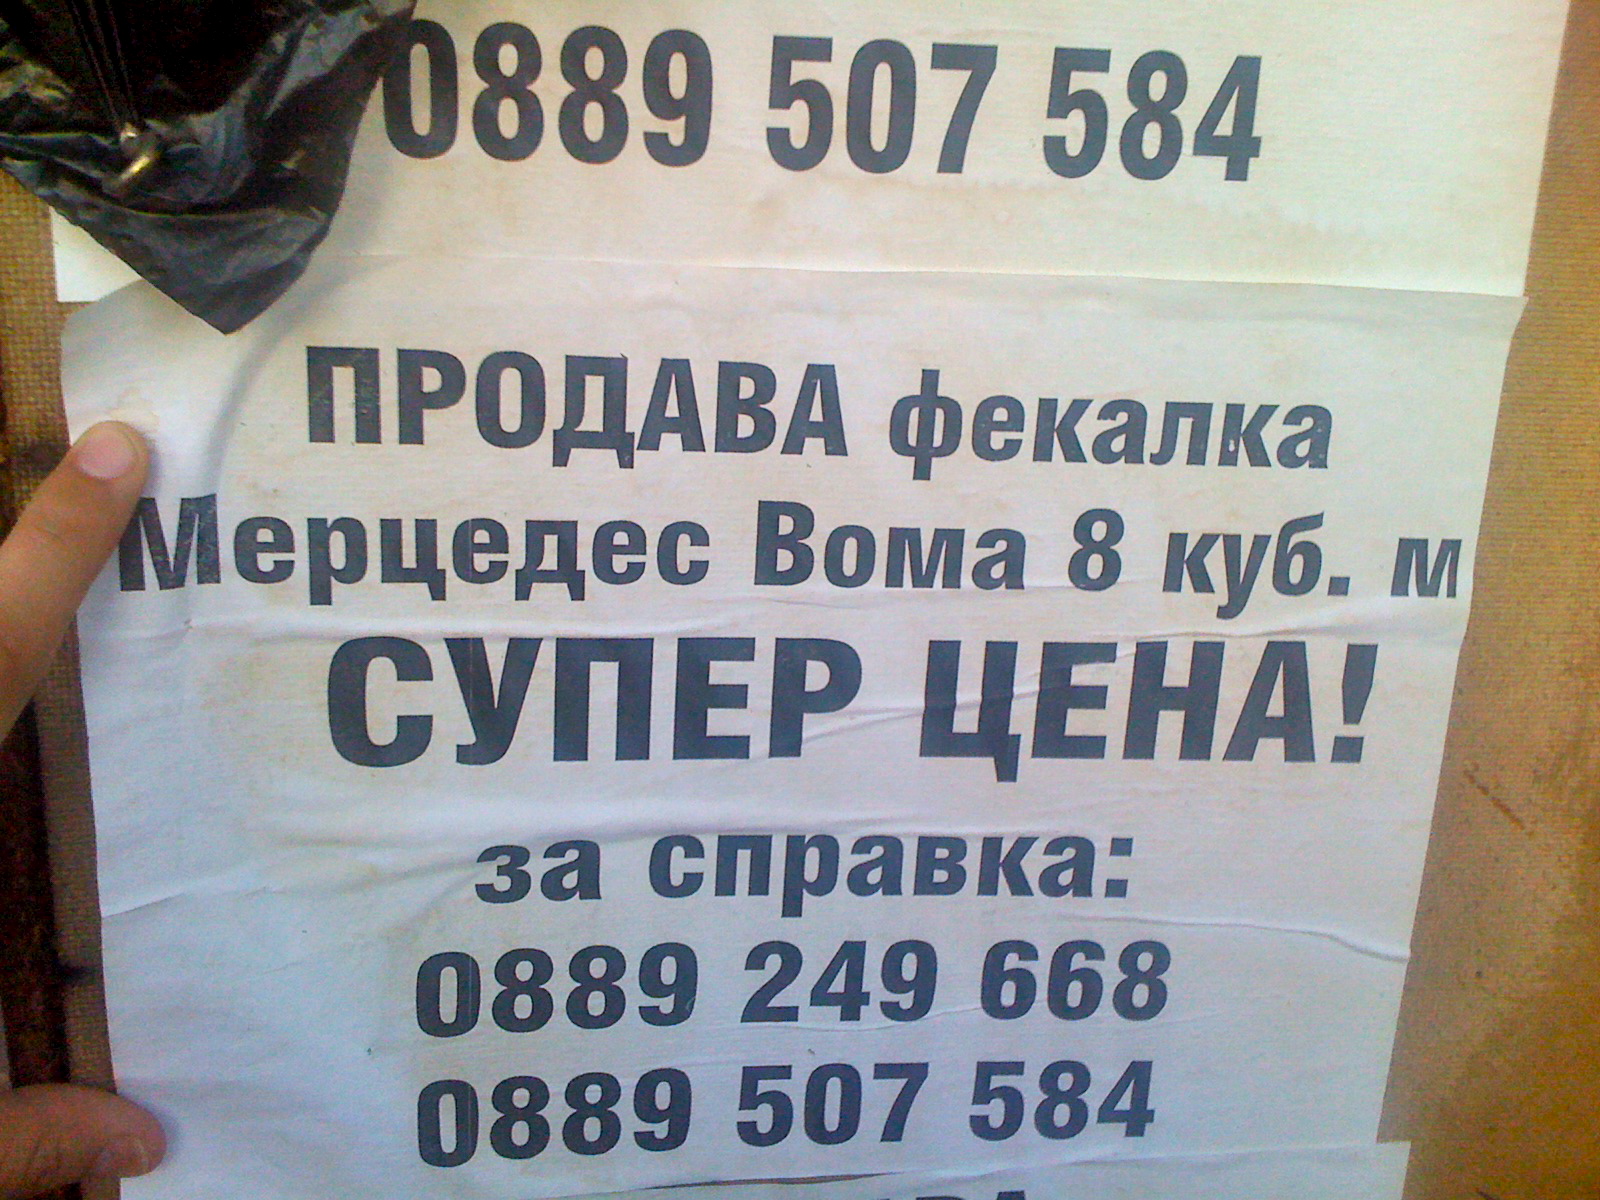 0889 507 584
ПРОДАВА фекалка
Мерцедес Вома 8 куб. м
СУПЕР ЦЕНА!
за справка:
0889 249 668
0889 507 584